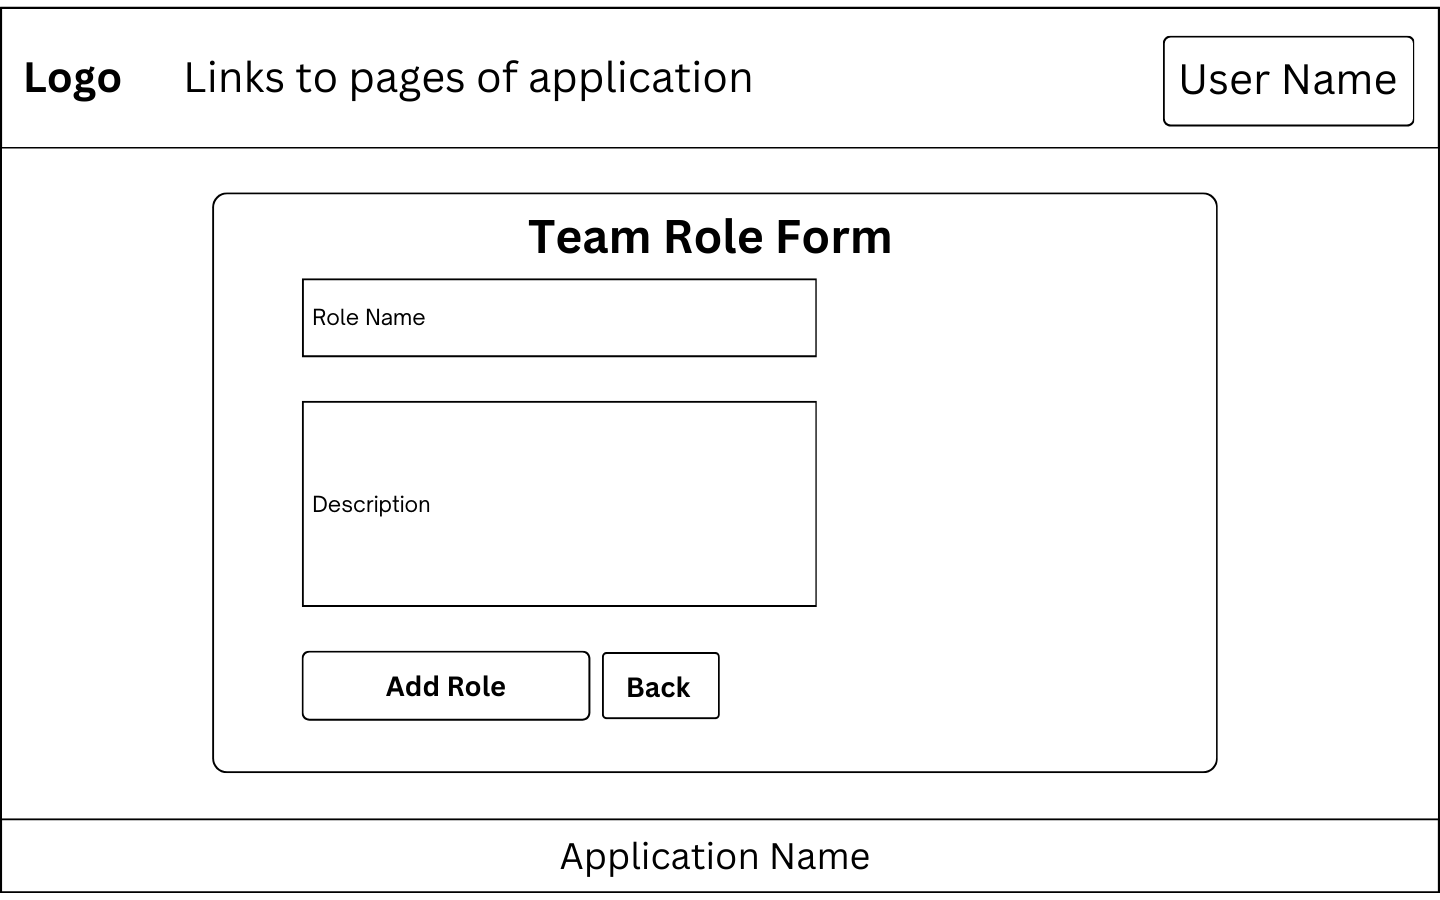 Logo
Links to pages of application
User Name
Team Role Form
Role Name
Description
Add Role
Back
Application Name